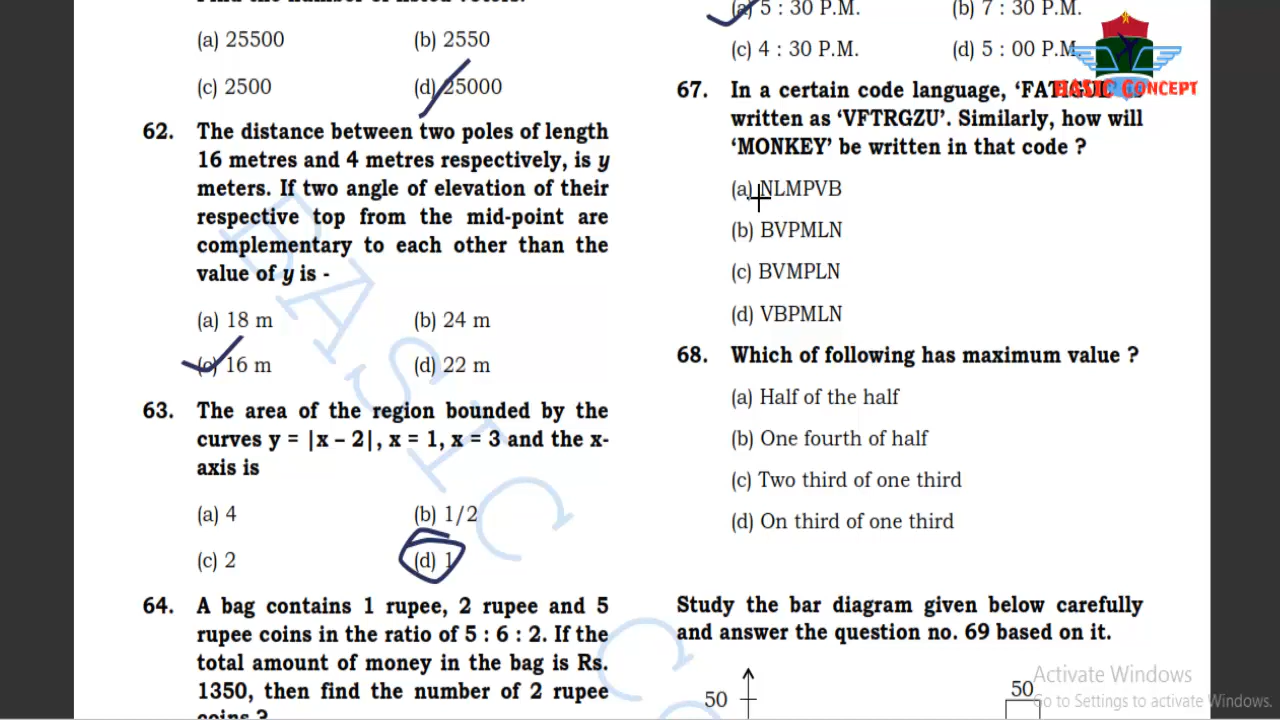 (a) 25500 (b) 2550
(c) 2500 (d) 25000
62. The distance between two poles of length
16 metres and 4 metres respectively, is y
meters. If two angle of elevation of their
respective top from the mid-point are
complementary to each other than the
value of y is -
(a) 18 m (b) 24 m
(c) 16 m (d) 22 m
63. The area of the region bounded by the
curves y = |x – 2|, x = 1, x = 3 and the x-
axis is
(a) 4 (b) 1/2
(c) 2 (d) 1
64. A bag contains 1 rupee, 2 rupee and 5
rupee coins in the ratio of 5 : 6 : 2. If the
total amount of money in the bag is Rs.
1350, then find the number of 2 rupee
coins ?
(a) 5 : 30 P.M. (b) 7 : 30 P.M.
(c) 4 : 30 P.M. (d) 5 : 00 P.M.
BASIC CONCEPT
67. In a certain code language,
written as ‘VFTRGZU’. Similarly, how will
‘MONKEY’ be written in that code ?
(a) NLMPVB
(b) BVPMLN
(c) BVMPLN
(d) VBPMLN
68. Which of following has maximum value ?
(a) Half of the half
(b) One fourth of half
(c) Two third of one third
(d) On third of one third
Study the bar diagram given below carefully
and answer the question no. 69 based on it.
50
50
Activate Windows
Go to Settings to activate Windows.
BASIC CO